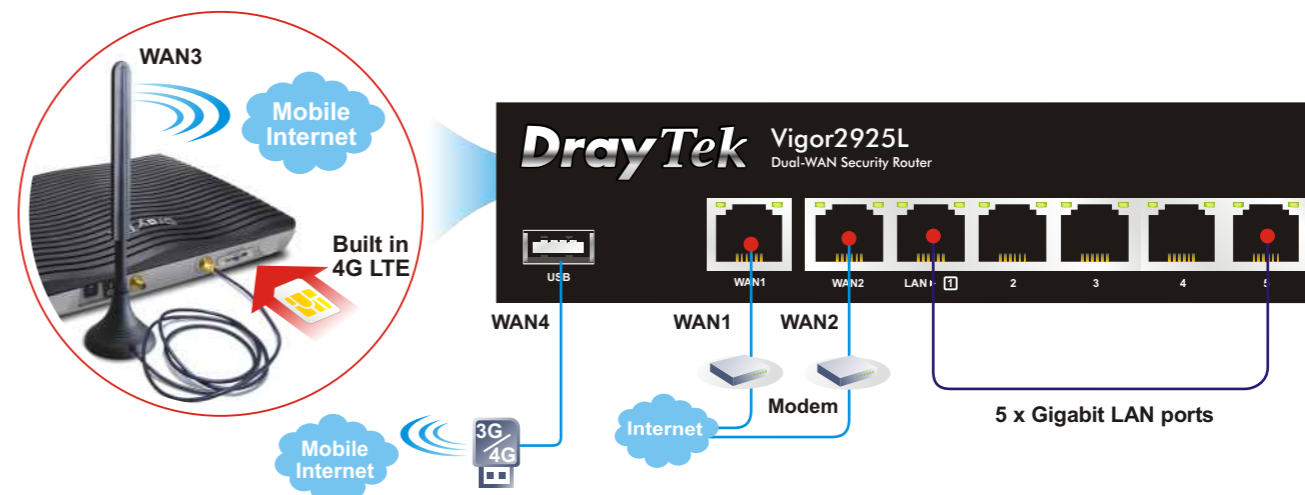 WAN3
Mobile
Internet
Built in
4G LTE
DrayTek
Vigor2925L
Dual-WAN Security Router
USB
WAN1
WAN2
LAN
1
2
3
4
5
WAN4
WAN1
WAN2
Modem
Internet
5 x Gigabit LAN ports
3G
4G
Mobile
Internet